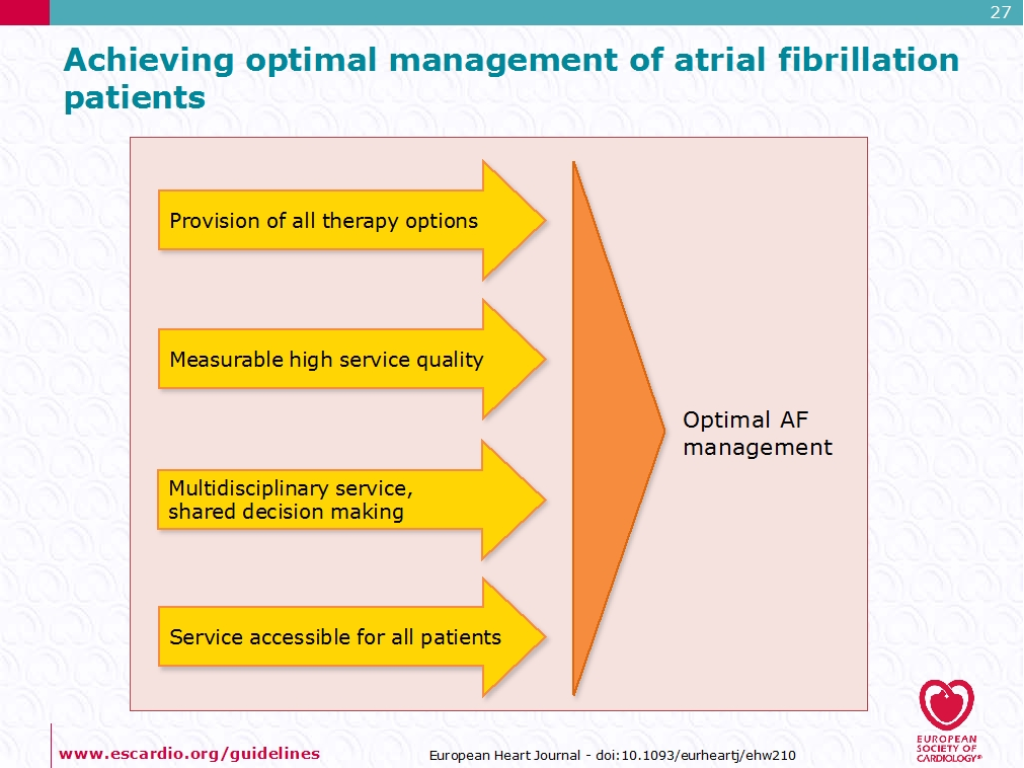 27
Achieving optimal management of atrial fibrillation
patients
Provision of all therapy options
Measurable high service quality
Multidisciplinary service,
shared decision making
Service accessible for all patients
Optimal AF
management
www.escardio.org/guidelines
European Heart Journal - doi:10.1093/eurheartj/ehw210
EUROPEAN
SOCIETY OF
CARDIOLOGY®